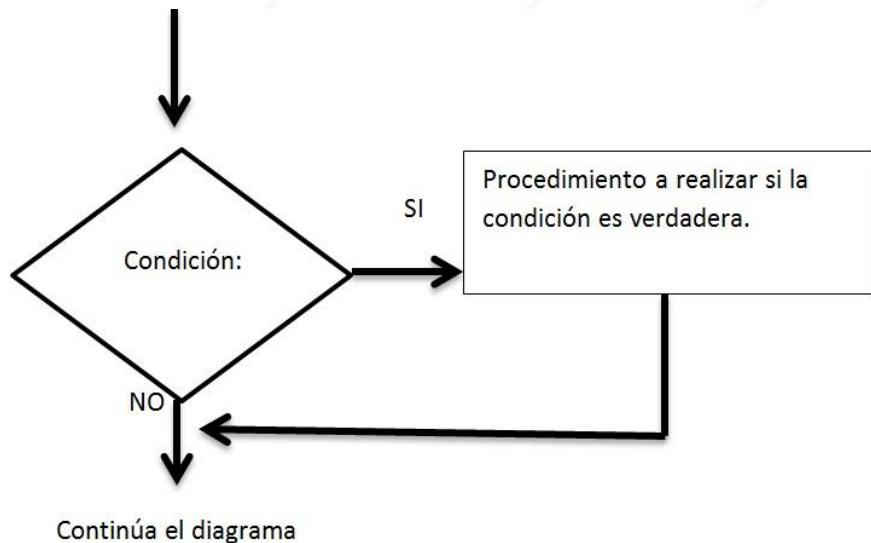 SI
Procedimiento a realizar si la
condición es verdadera.
Condición:
NO
Continúa el diagrama